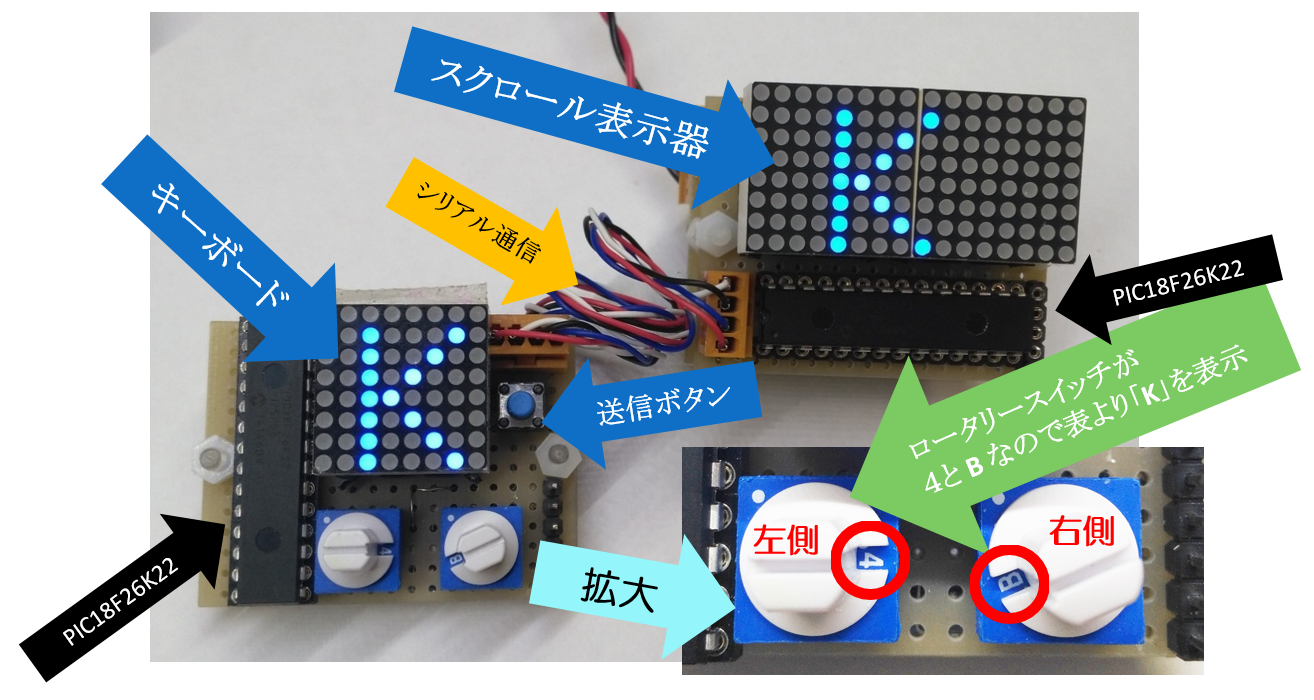 スクロール表示器
キーボード
シリアル通信
PIC18F26K22
送信ボタン
ロータリースイッチが
4とBなので表より「K」を表示
K
K
PIC18F26K22
4
B
拡大
左側
4
右側
B